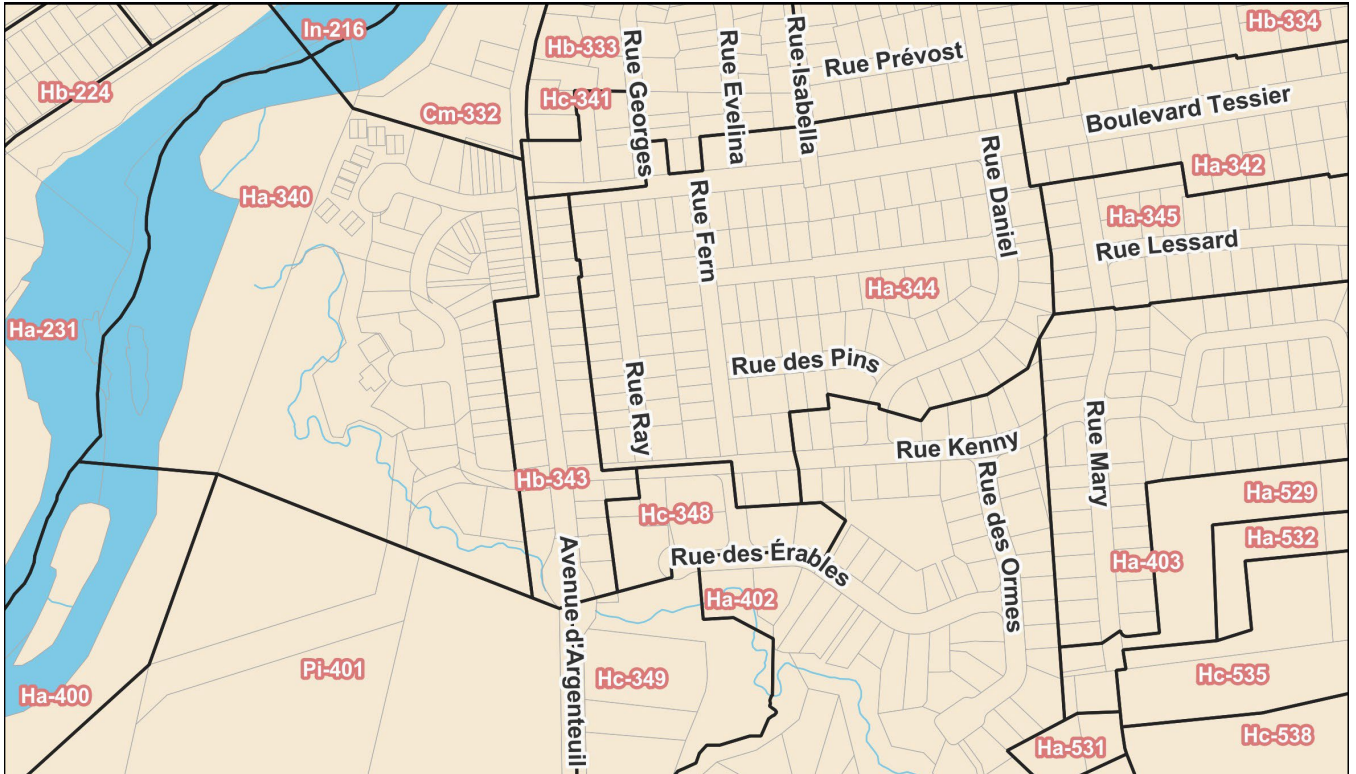 In-216
Hb-333
Rue Georges
Rue Evelina
Rue Isabella
Rue Prévost
Hb-334
Hb-224
Cm-332
Hc-341
Boulevard Tessier
Ha-340
Rue Fern
Rue Daniel
Ha-342
Ha-345
Rue Lessard
Ha-344
Ha-231
Rue des Pins
Rue Ray
Rue Kenny
Rue Mary
Hb-343
Rue des Ormes
Ha-529
Hc-348
Ha-532
Rue des Érables
Avenue d'Argenteuil
Ha-402
Ha-403
Pi-401
Hc-349
Ha-400
Hc-535
Ha-531
Hc-538